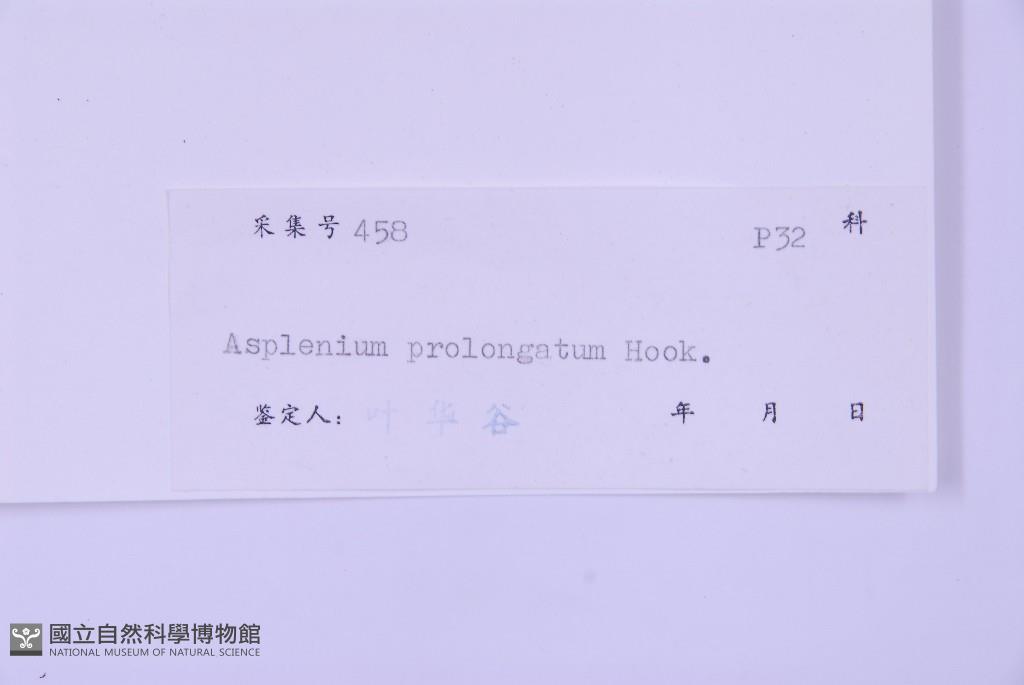 采集号 458 P32 科
Asplenium prolongatum Hook.
鉴定人: 叶华谷 年 月 日
國立自然科學博物館
NATIONAL MUSEUM OF NATURAL SCIENCE